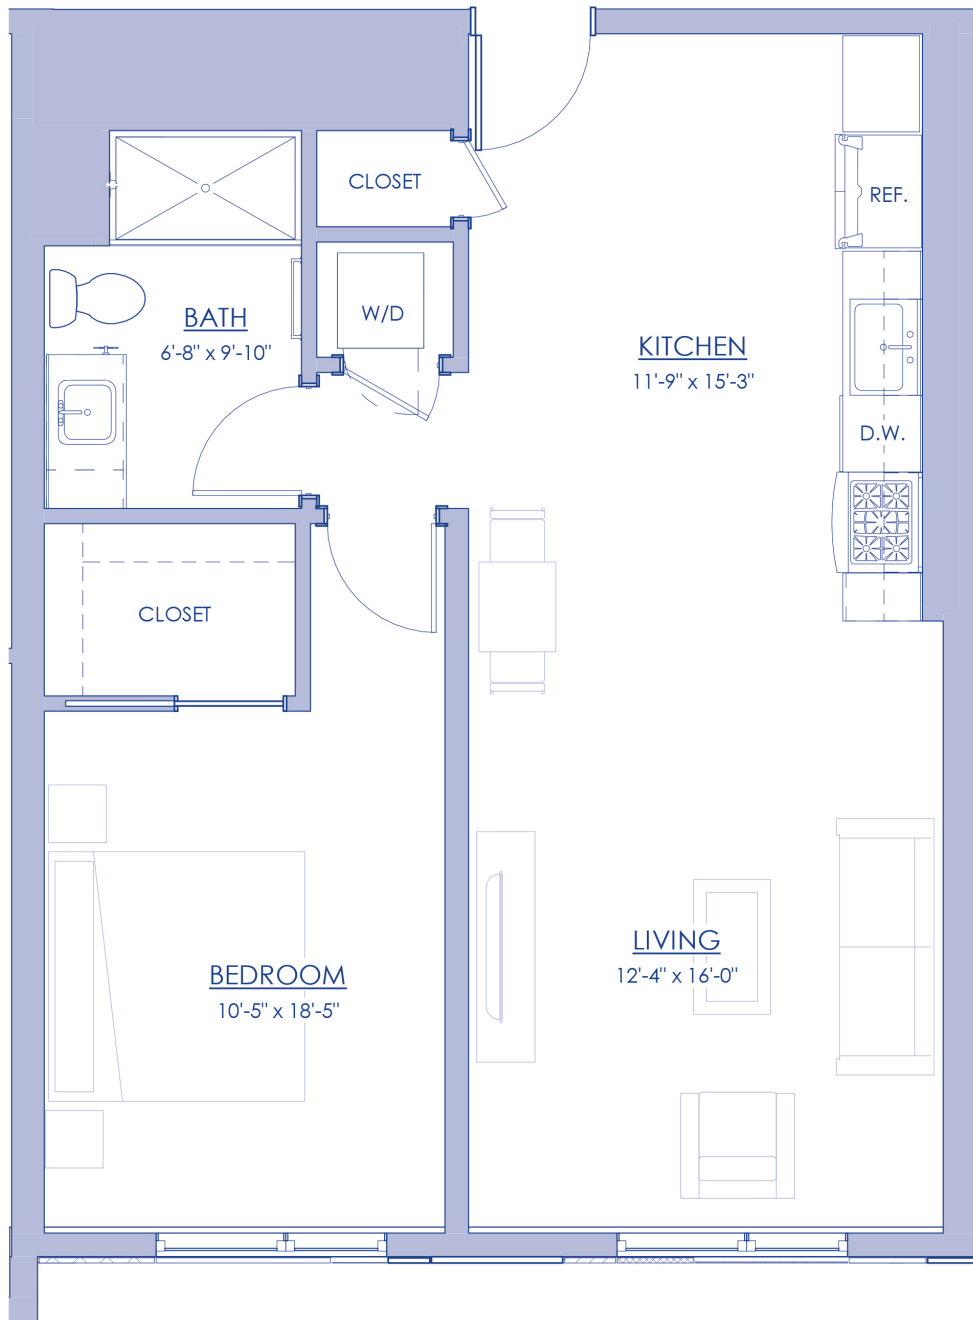 CLOSET
REF.
BATH
6'-8" x 9'-10"
W/D
KITCHEN
11'-9" x 15'-3"
D.W.
CLOSET
LIVING
12'-4" x 16'-0"
BEDROOM
10'-5" x 18'-5"